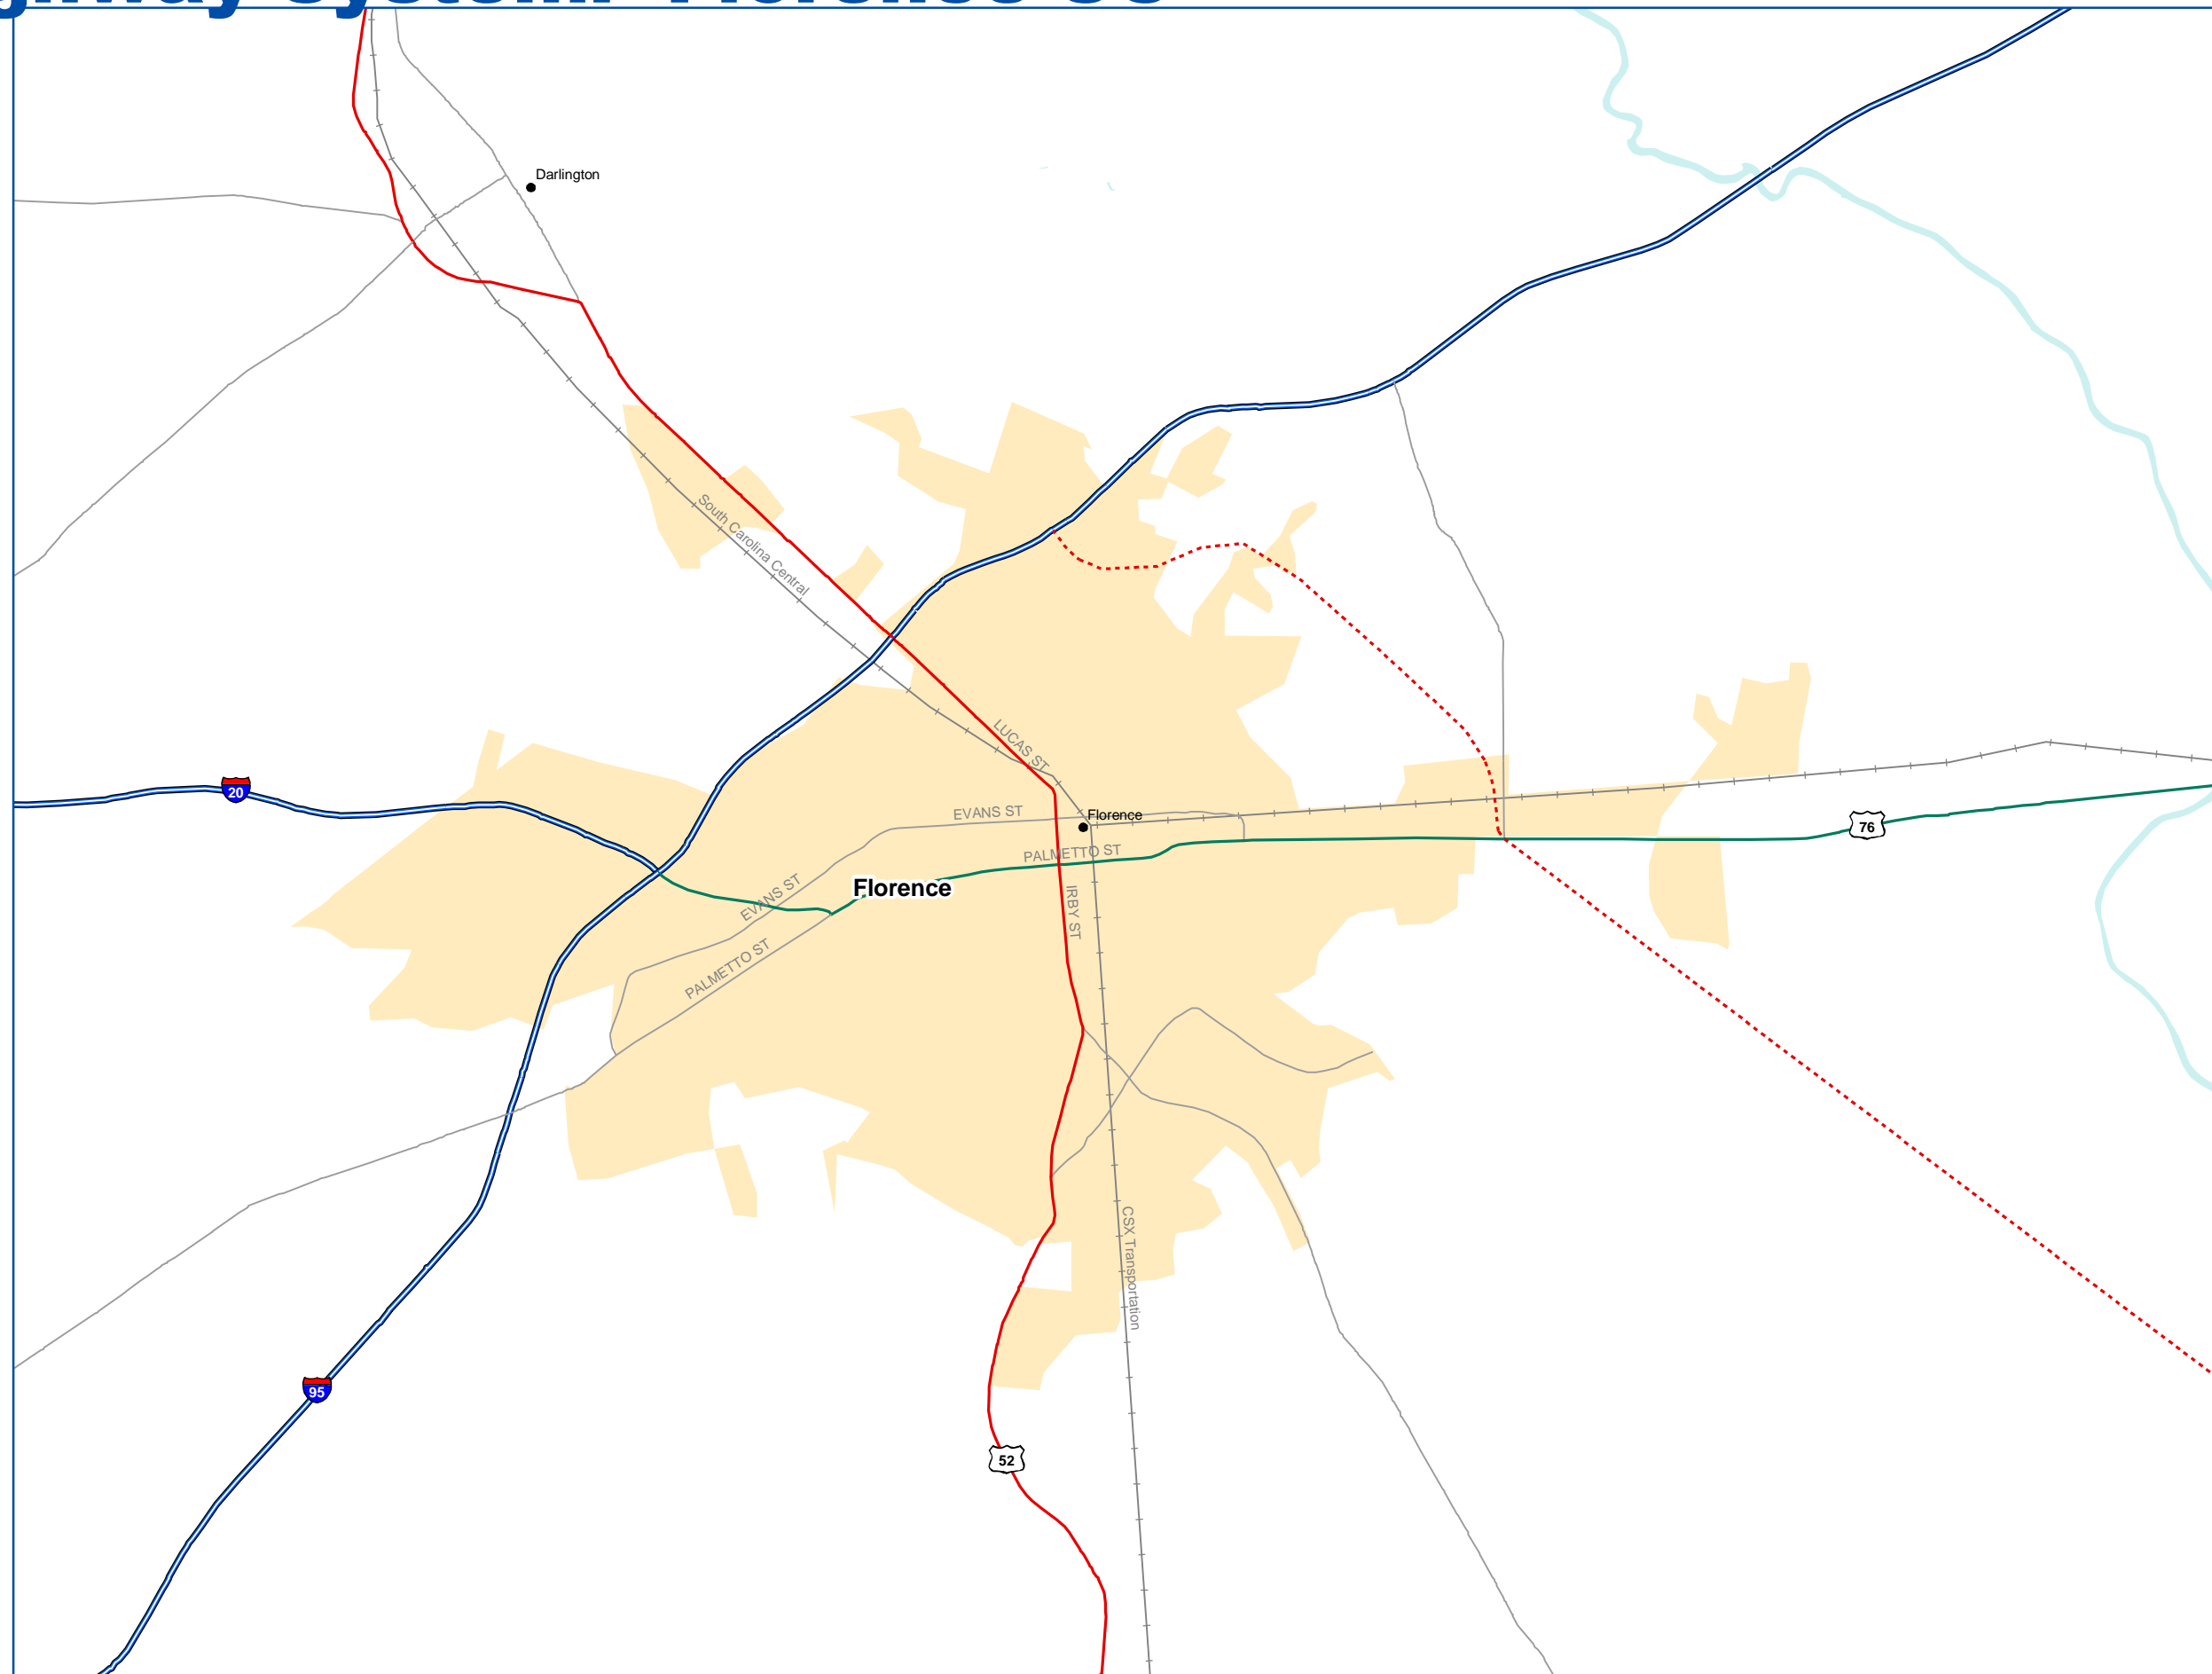 Darlington
South Carolina Central
LUCAS ST
20
EVANS ST
Florence
76
PALMETTO ST
Florence
EVANS ST
IRBY ST
PALMETTO ST
CSX Transportation
95
52